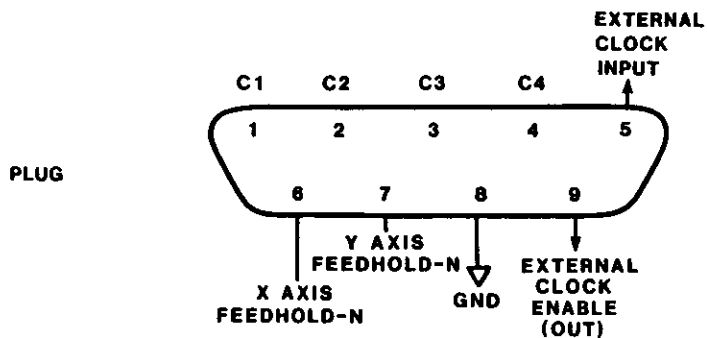 EXTERNAL
CLOCK
INPUT
C1 C2 C3 C4
1 2 3 4 5
PLUG
6 7 8 9
Y AXIS
FEEDHOLD-N
X AXIS
FEEDHOLD-N
GND
EXTERNAL
CLOCK
ENABLE
(OUT)